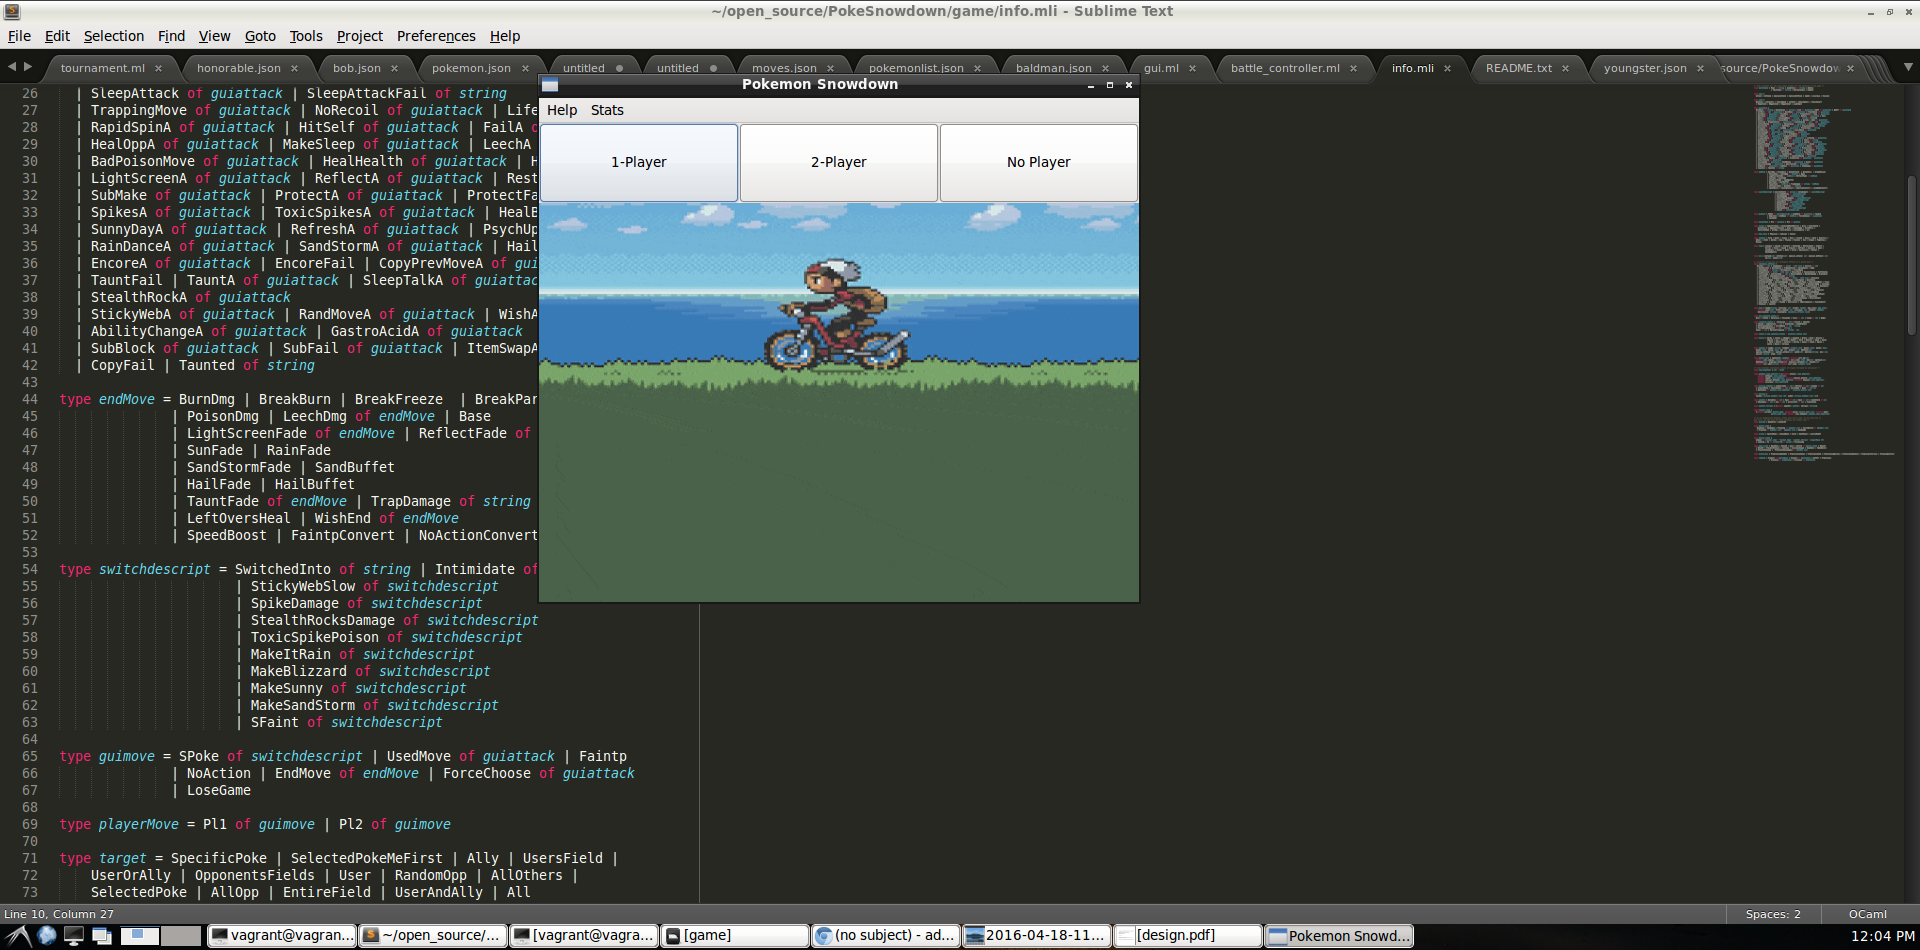 ~/open_source/PokeSnowdown/game/info.mli - Sublime Text
File Edit Selection Find View Goto Tools Project Preferences Help
tournament.ml honorable.json bob.json pokemon.json untitled untitled moves.json pokemonlist.json baldman.json gui.ml battle_controller.ml info.mli README.txt youngster.json source/PokeSnowdow
Pokemon Snowdown
Help Stats
1-Player 2-Player No Player
26 | SleepAttack of guiattack | SleepAttackFail of string
27 | TrappingMove of guiattack | NoRecoil of guiattack | Life
28 | RapidSpinA of guiattack | HitSelf of guiattack | FailA
29 | HealOppA of guiattack | MakeSleep of guiattack | LeechA
30 | BadPoisonMove of guiattack | HealHealth of guiattack | H
31 | LightScreenA of guiattack | ReflectA of guiattack | Rest
32 | SubMake of guiattack | ProtectA of guiattack | ProtectFa
33 | SpikesA of guiattack | ToxicSpikesA of guiattack | HealB
34 | SunnyDayA of guiattack | RefreshA of guiattack | PsychUp
35 | RainDanceA of guiattack | SandStormA of guiattack | Hail
36 | EncoreA of guiattack | EncoreFail | CopyPrevMoveA of gui
37 | TauntFail | TauntA of guiattack | SleepTalkA of guiattac
38 | StealthRockA of guiattack
39 | StickyWebA of guiattack | RandMoveA of guiattack | WishA
40 | AbilityChangeA of guiattack | GastroAcidA of guiattack
41 | SubBlock of guiattack | SubFail of guiattack | ItemSwapA
42 | CopyFail | Taunted of string
43
44 type endMove = BurnDmg | BreakBurn | BreakFreeze | BreakPar
45 | PoisonDmg | LeechDmg of endMove | Base
46 | LightScreenFade of endMove | ReflectFade of
47 | SunFade | RainFade
48 | SandStormFade | SandBuffet
49 | HailFade | HailBuffet
50 | TauntFade of endMove | TrapDamage of string
51 | LeftOversHeal | WishEnd of endMove
52 | SpeedBoost | FaintpConvert | NoActionConvert
53
54 type switchdescript = SwitchedInto of string | Intimidate of
55 | StickyWebSlow of switchdescript
56 | SpikeDamage of switchdescript
57 | StealthRocksDamage of switchdescript
58 | ToxicSpikePoison of switchdescript
59 | MakeItRain of switchdescript
60 | MakeBlizzard of switchdescript
61 | MakeSunny of switchdescript
62 | MakeSandStorm of switchdescript
63 | SFaint of switchdescript
64
65 type guimove = SPoke of switchdescript | UsedMove of guiattack | Faintp
66 | NoAction | EndMove of endMove | ForceChoose of guiattack
67 | LoseGame
68
69 type playerMove = Pl1 of guimove | Pl2 of guimove
70
71 type target = SpecificPoke | SelectedPokeMeFirst | Ally | UsersField |
72 UserOrAlly | OpponentsFields | User | RandomOpp | AllOthers |
73 SelectedPoke | AllOpp | EntireField | UserAndAlly | All
Line 10, Column 27 Spaces: 2 OCaml
vagrant@vagran... ~/open_source/... [vagrant@vagra... [game] (no subject) - ad... 2016-04-18-11... [design.pdf] Pokemon Snowd... 12:04 PM